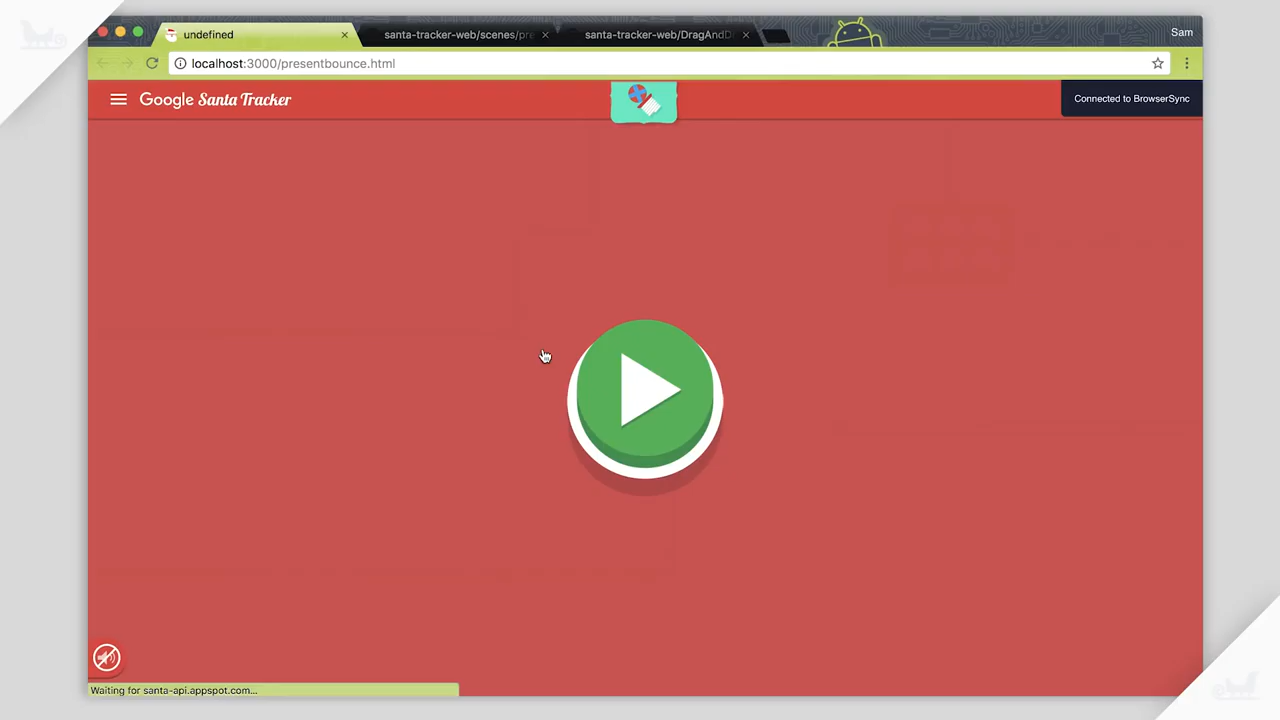 undefined
santa-tracker-web/scenes/pre
santa-tracker-web/DragAndD
Sam
localhost:3000/presentbounce.html
Google Santa Tracker
Connected to BrowserSync
Waiting for santa-api.appspot.com...